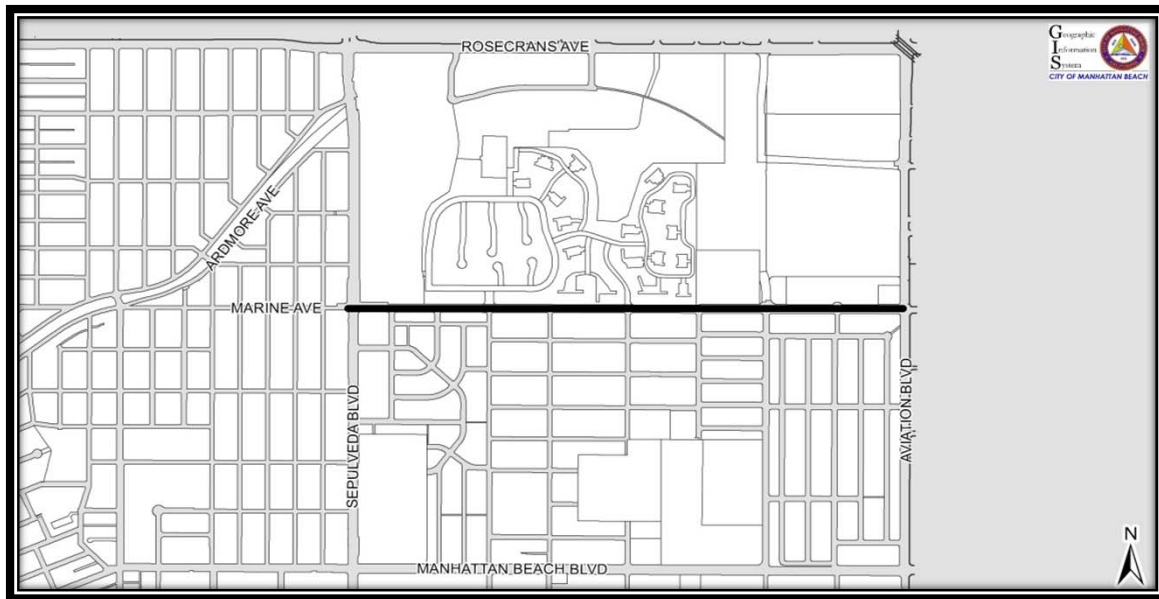 ROSECRANS AVE
Geographic
Information
System
CITY OF MANHATTAN BEACH
ARDMORE AVE
MARINE AVE
SEPULVEDA BLVD
AVIATION BLVD
MANHATTAN BEACH BLVD
N